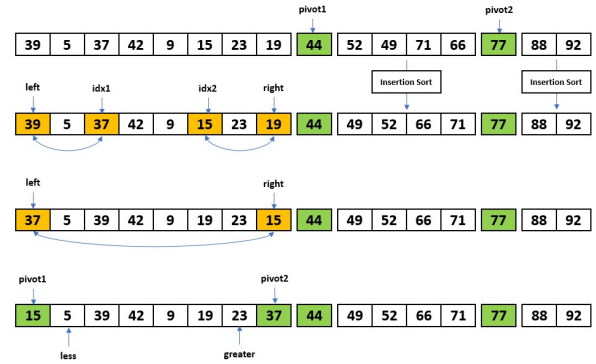 pivot1 pivot2
39 5 37 42 9 15 23 19 44 52 49 71 66 77 88 92
Insertion Sort Insertion Sort
left idx1 idx2 right
39 5 37 42 9 15 23 19 44 49 52 66 71 77 88 92
left right
37 5 39 42 9 19 23 15 44 49 52 66 71 77 88 92
pivot1 pivot2
15 5 39 42 9 19 23 37 44 49 52 66 71 77 88 92
less greater